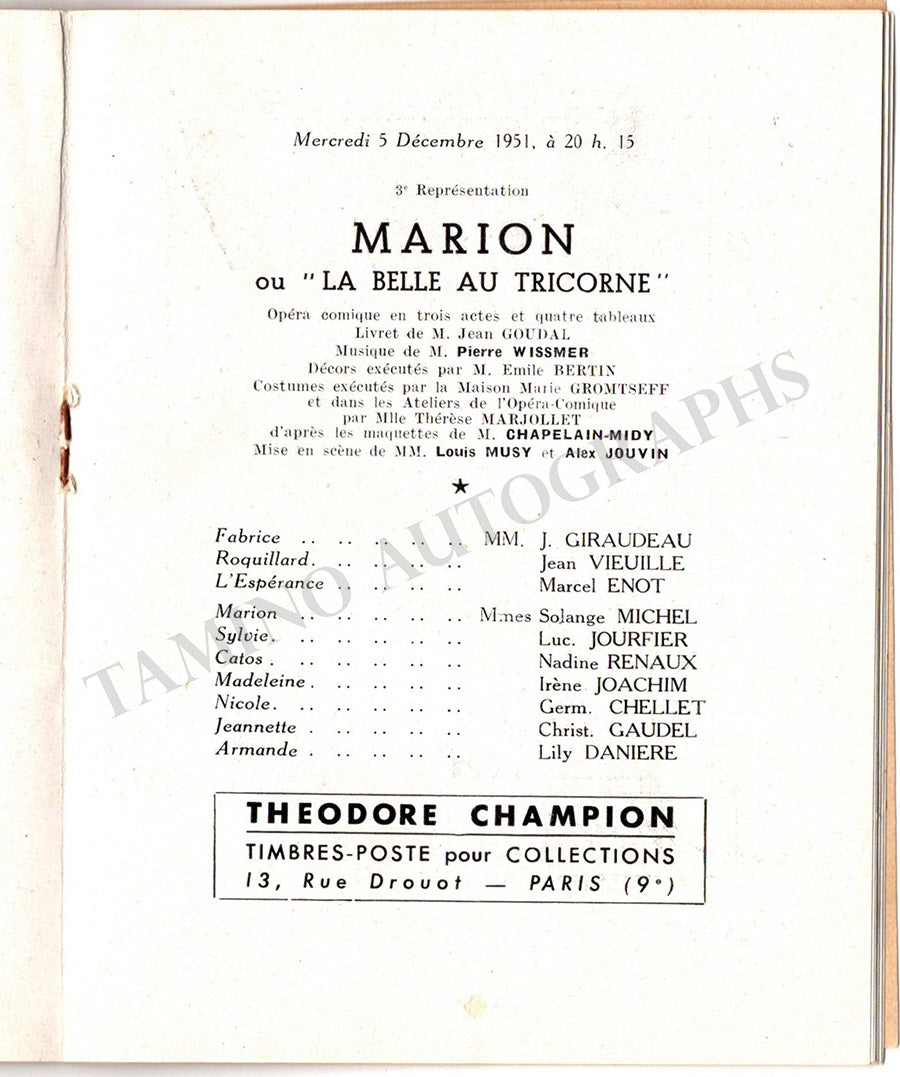 Mercredi 5 Décembre 1951, à 20 h. 15
3e Représentation
MARION
ou "LA BELLE AU TRICORNE"
Opéra comique en trois actes et quatre tableaux
Livret de M. Jean GOUDAL
Musique de M. Pierre WISSMER
Décors exécutés par M. Emile BERTIN
Costumes exécutés par la Maison Marie GROMTSEFF
et dans les Ateliers de l'Opéra-Comique
par Mlle Thérèse MARJOLLET
d'après les maquettes de M. CHAPELAIN-MIDY
Mise en scène de MM. Louis MUSY et Alex JOUVIN
★
Fabrice .. .. .. .. .. MM. J. GIRAUDEAU
Roquillard. .. .. .. .. Jean VIEUILLE
L'Espérance .. .. .. .. Marcel ENOT
Marion .. .. .. .. .. Mmes Solange MICHEL
Sylvie. .. .. .. .. .. Luc. JOURFIER
Catos . .. .. .. .. .. Nadine RENAUX
Madeleine . .. .. .. .. Irène JOACHIM
Nicole. .. .. .. .. .. Germ. CHELLET
Jeannette . .. .. .. .. Christ. GAUDEL
Armande . .. .. .. .. Lily DANIERE
THEODORE CHAMPION
TIMBRES-POSTE pour COLLECTIONS
13, Rue Drouot — PARIS (9e)
TAMINO AUTOGRAPHS